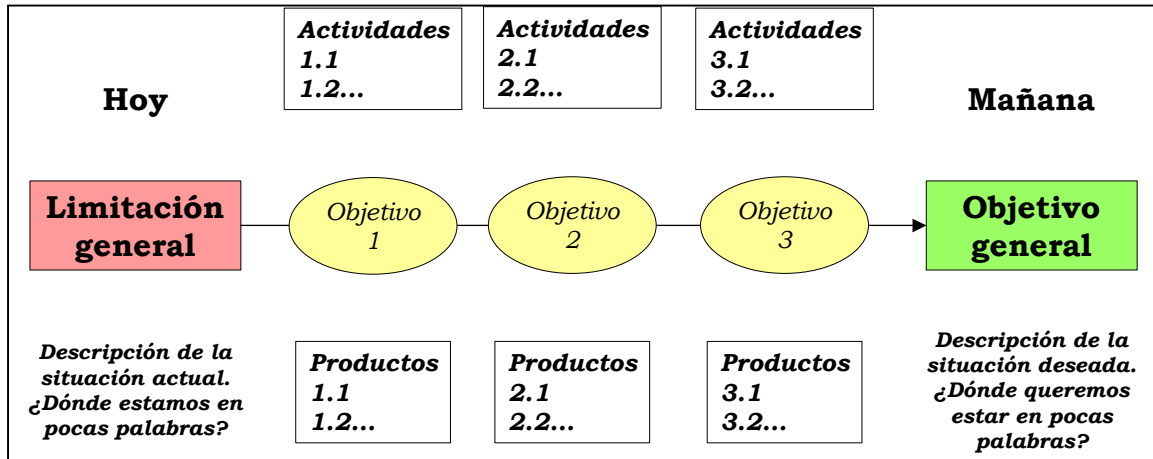 Hoy
Actividades
1.1
1.2...
Actividades
2.1
2.2...
Actividades
3.1
3.2...
Mañana
Limitación
general
Objetivo
1
Objetivo
2
Objetivo
3
Objetivo
general
Descripción de la
situación actual.
¿Dónde estamos en
pocas palabras?
Productos
1.1
1.2...
Productos
2.1
2.2...
Productos
3.1
3.2...
Descripción de la
situación deseada.
¿Dónde queremos
estar en pocas
palabras?